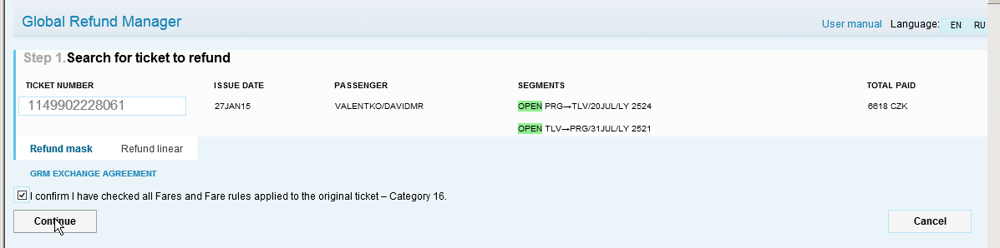 Global Refund Manager
User manual Language: EN RU
Step 1.Search for ticket to refund
TICKET NUMBER ISSUE DATE PASSENGER SEGMENTS TOTAL PAID
1149902228061 27JAN15 VALENTKO/DAVIDMR OPEN PRG→TLV/20JUL/LY 2524 6618 CZK
OPEN TLV→PRG/31JUL/LY 2521
Refund mask Refund linear
GRM EXCHANGE AGREEMENT
I confirm I have checked all Fares and Fare rules applied to the original ticket – Category 16.
Continue Cancel